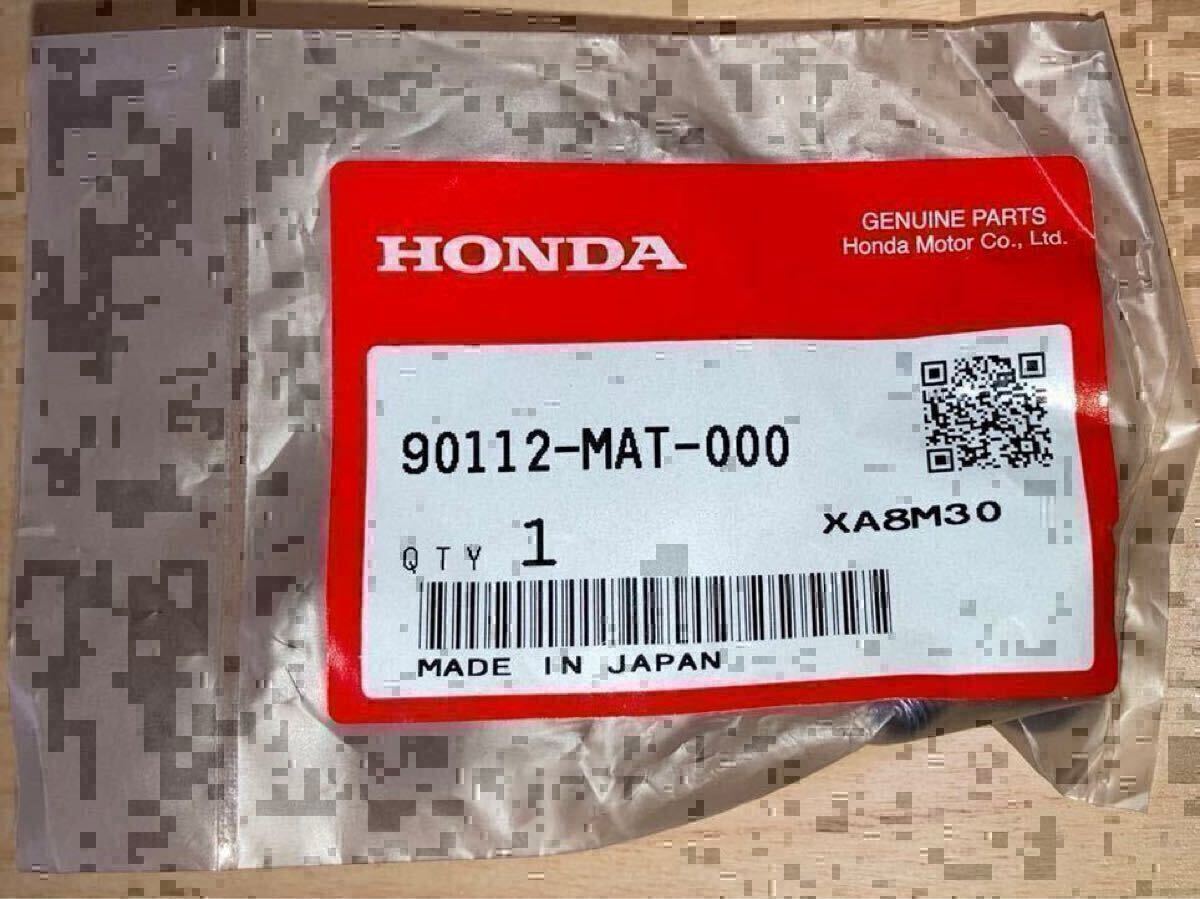 HONDA
GENUINE PARTS
Honda Motor Co., Ltd.
90112-MAT-000
XA8M30
QTY 1
MADE IN JAPAN